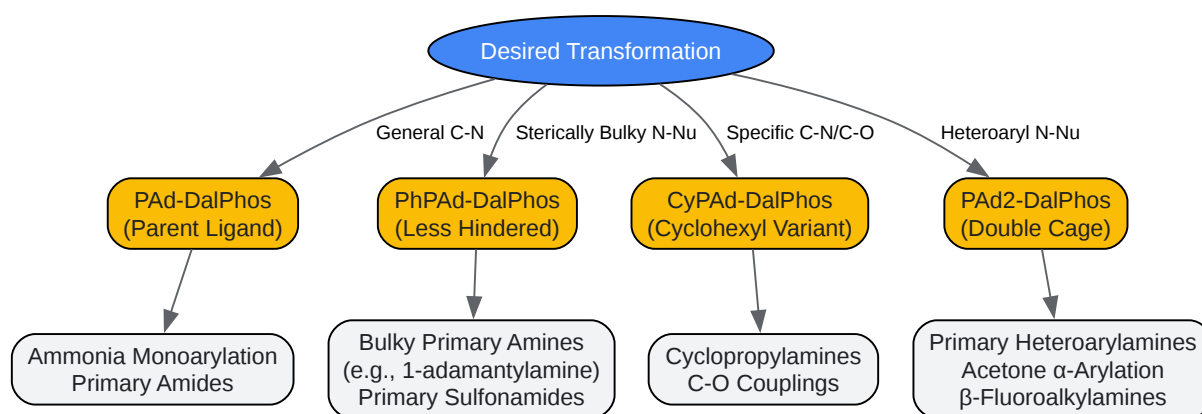 Desired Transformation
General C-N
Sterically Bulky N-Nu
Specific C-N/C-O
Heteroaryl N-Nu
PAd-DalPhos
(Parent Ligand)
PhPAd-DalPhos
(Less Hindered)
CyPAd-DalPhos
(Cyclohexyl Variant)
PAd2-DalPhos
(Double Cage)
Ammonia Monoarylation
Primary Amides
Bulky Primary Amines
(e.g., 1-adamantylamine)
Primary Sulfonamides
Cyclopropylamines
C-O Couplings
Primary Heteroarylamines
Acetone α-Arylation
β-Fluoroalkylamines